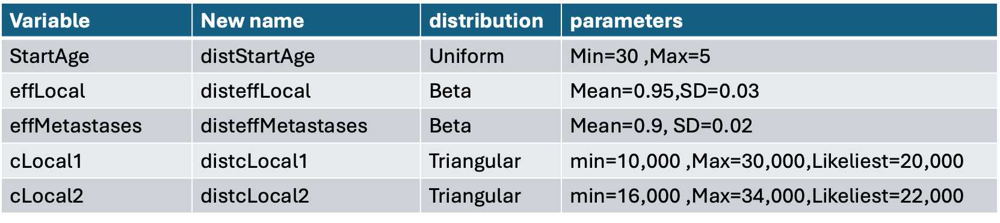 Variable New name distribution parameters
StartAge distStartAge Uniform Min=30 ,Max=5
effLocal disteffLocal Beta Mean=0.95,SD=0.03
effMetastases disteffMetastases Beta Mean=0.9, SD=0.02
cLocal1 distcLocal1 Triangular min=10,000 ,Max=30,000,Likeliest=20,000
cLocal2 distcLocal2 Triangular min=16,000 ,Max=34,000,Likeliest=22,000